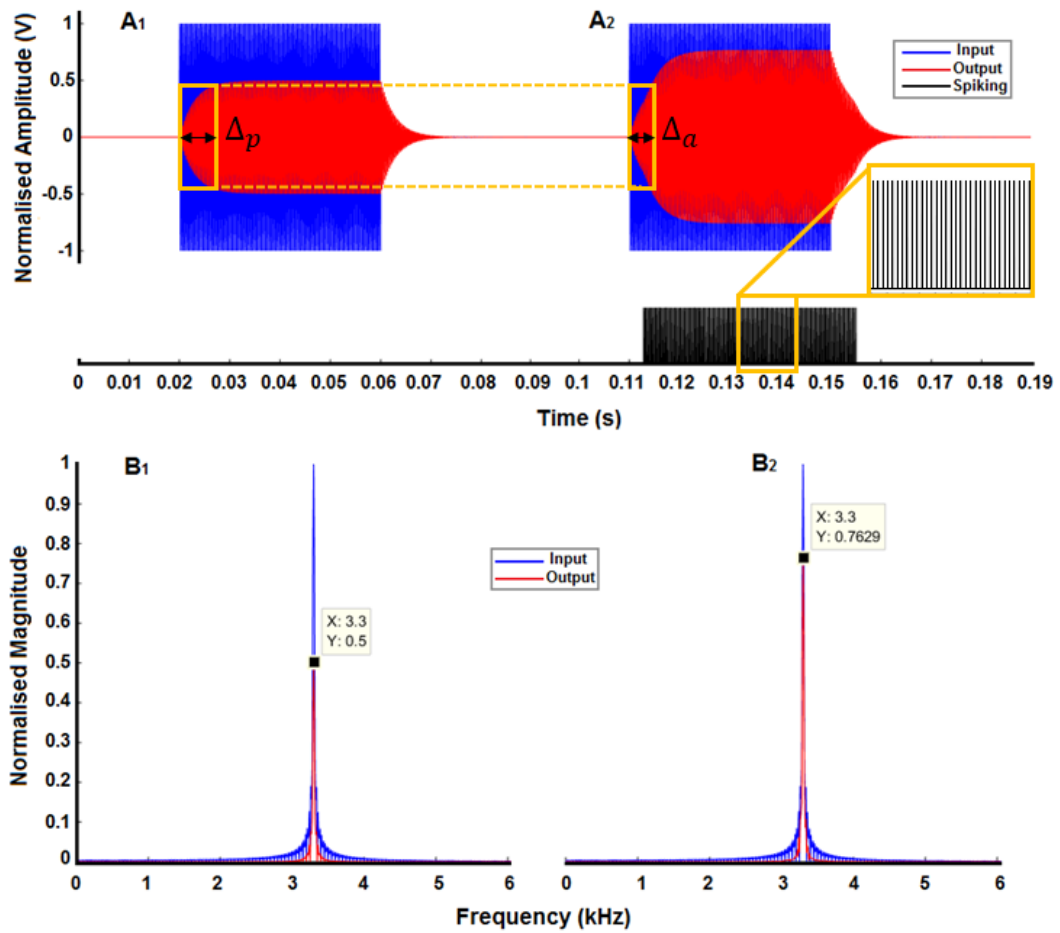 A1
A2
Normalised Amplitude (V)
1
0.5
0
-0.5
-1
Δp
Δa
Input
Output
Spiking
0 0.01 0.02 0.03 0.04 0.05 0.06 0.07 0.08 0.09 0.1 0.11 0.12 0.13 0.14 0.15 0.16 0.17 0.18 0.19
Time (s)
B1
B2
Normalised Magnitude
1
0.9
0.8
0.7
0.6
0.5
0.4
0.3
0.2
0.1
0
Input
Output
X: 3.3
Y: 0.5
X: 3.3
Y: 0.7629
0 1 2 3 4 5 6
0 1 2 3 4 5 6
Frequency (kHz)